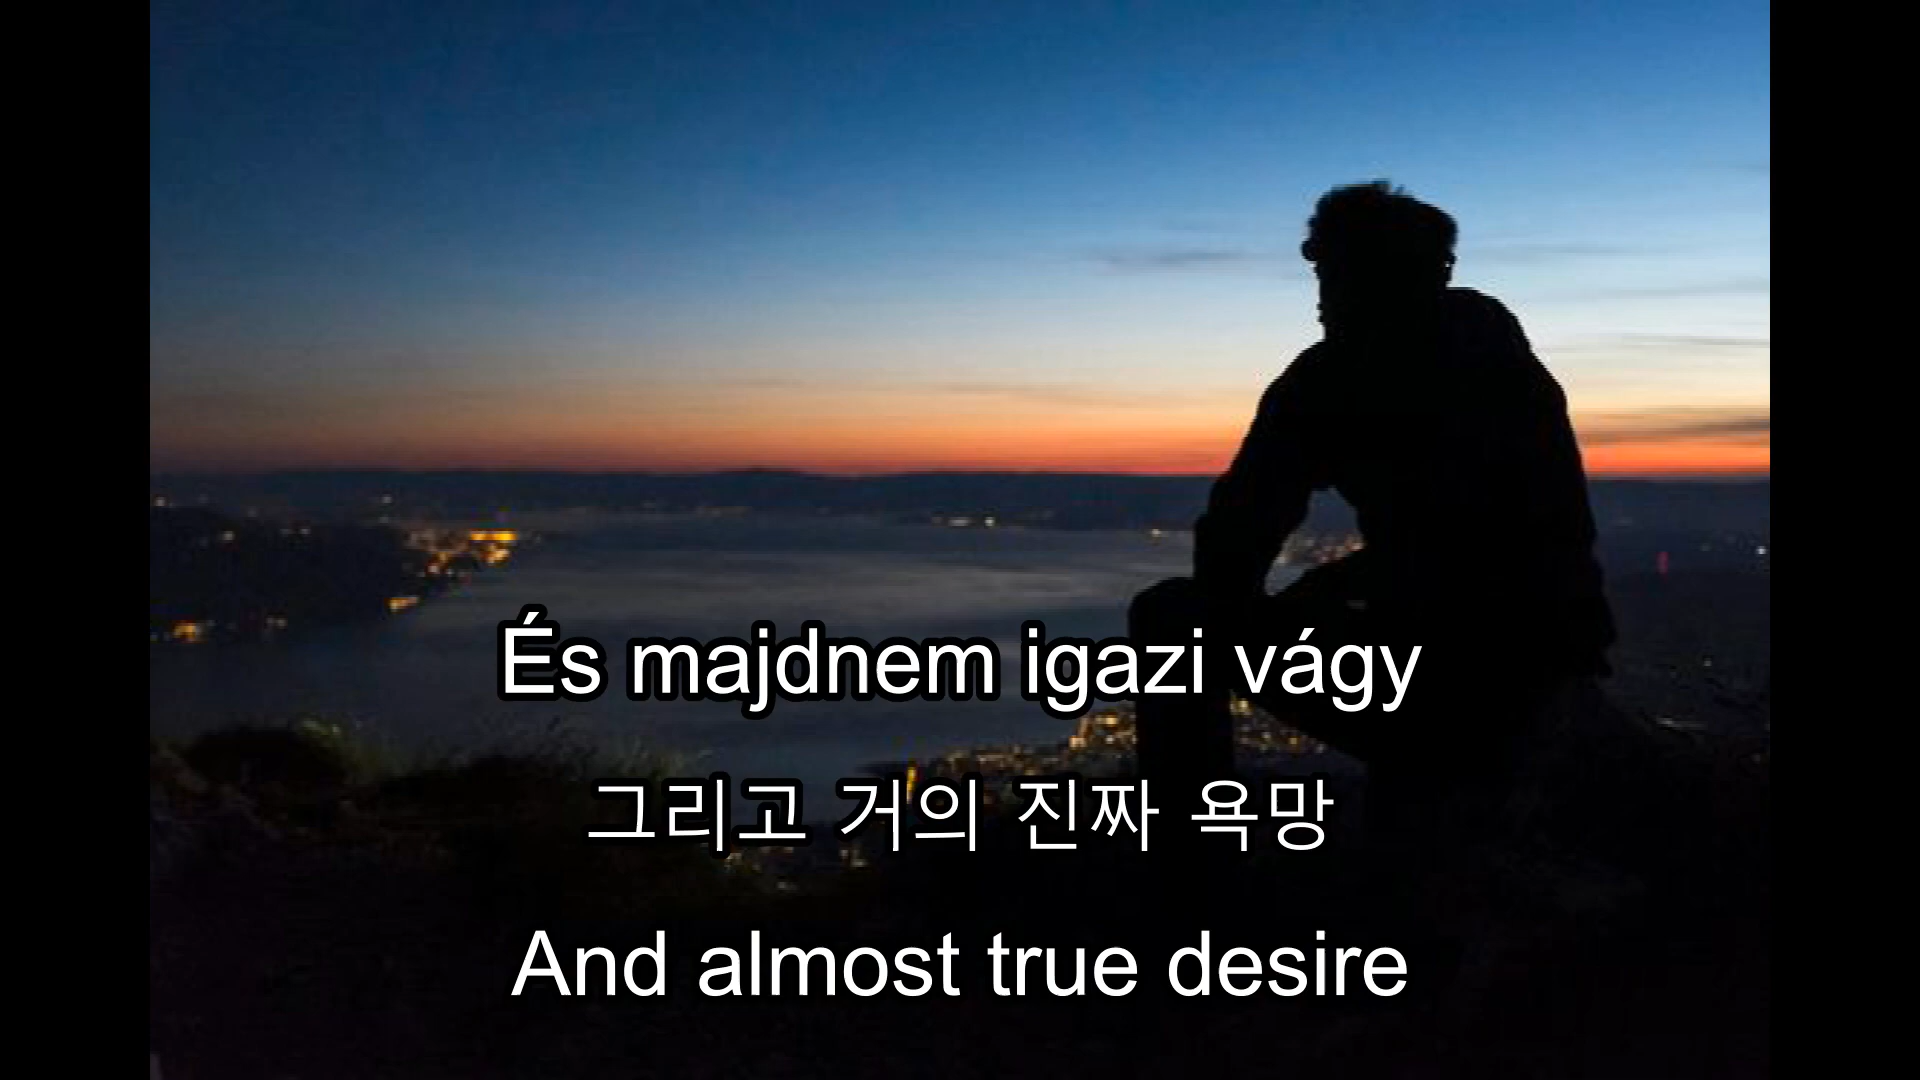 És majdnem igazi vágy
그리고 거의 진짜 욕망
And almost true desire